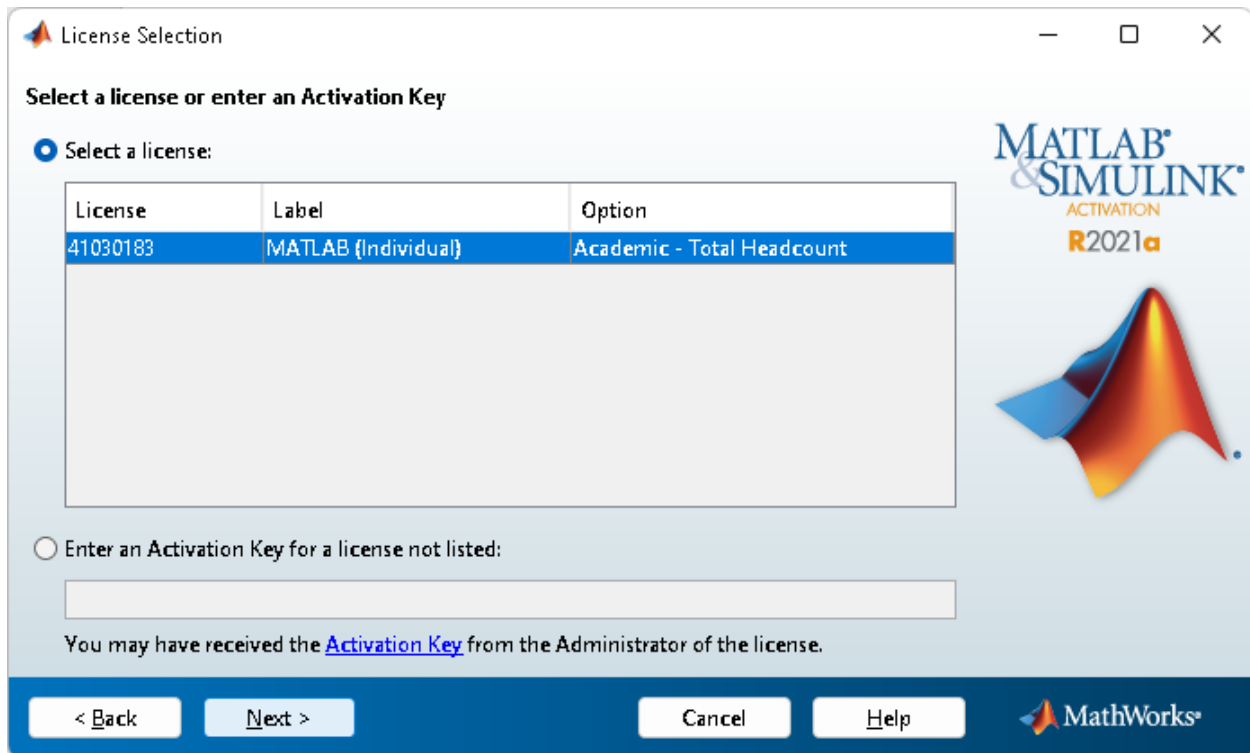 License Selection
Select a license or enter an Activation Key
Select a license:
License Label Option
41030183 MATLAB (Individual) Academic - Total Headcount
Enter an Activation Key for a license not listed:
You may have received the Activation Key from the Administrator of the license.
MATLAB®
&SIMULINK®
ACTIVATION
R2021a
®
< Back Next > Cancel Help MathWorks®